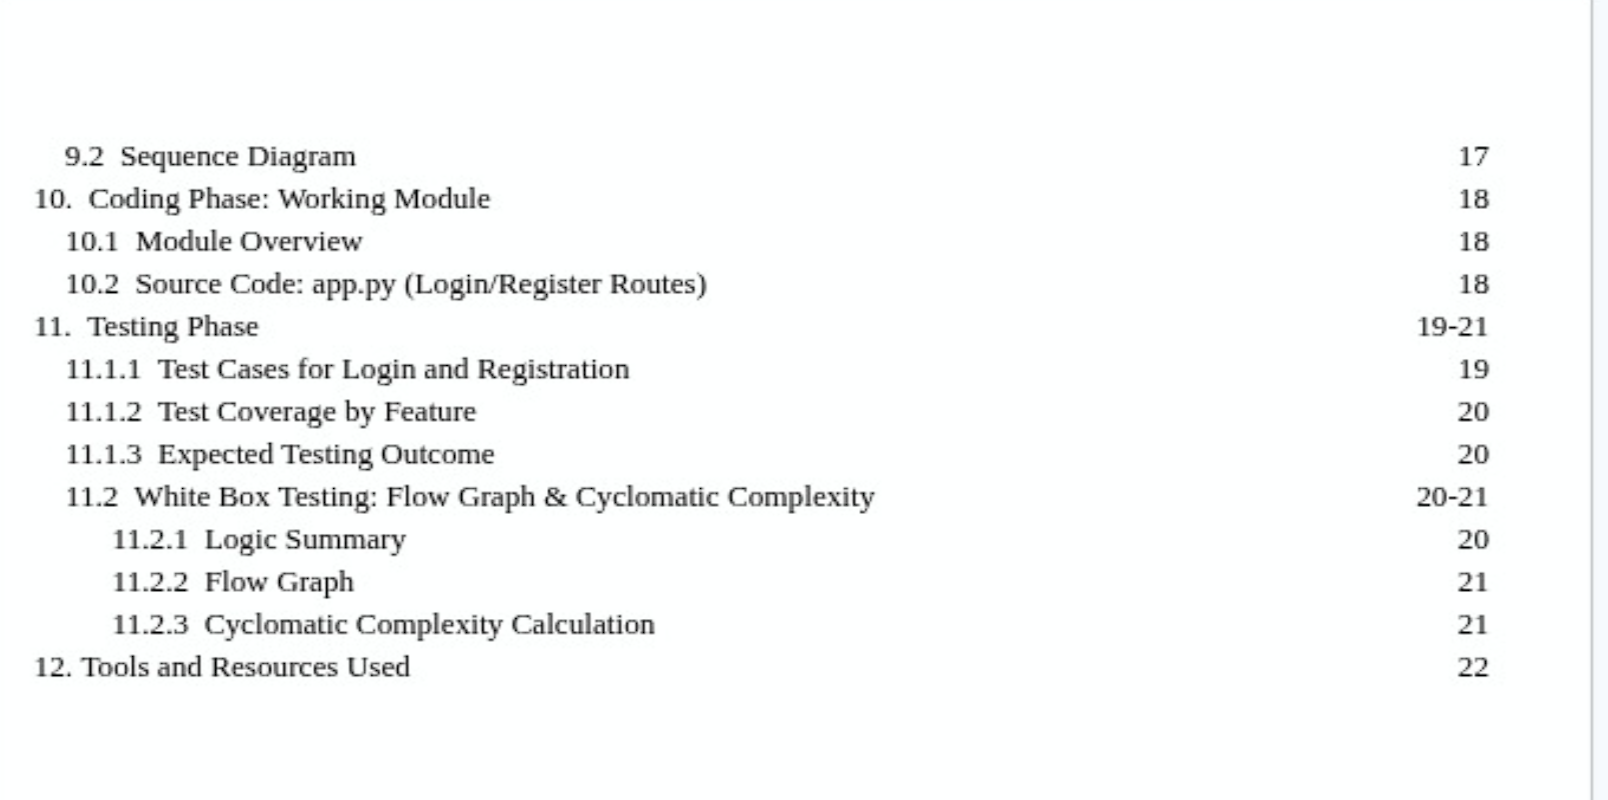 9.2 Sequence Diagram 17
10. Coding Phase: Working Module 18
10.1 Module Overview 18
10.2 Source Code: app.py (Login/Register Routes) 18
11. Testing Phase 19-21
11.1.1 Test Cases for Login and Registration 19
11.1.2 Test Coverage by Feature 20
11.1.3 Expected Testing Outcome 20
11.2 White Box Testing: Flow Graph & Cyclomatic Complexity 20-21
11.2.1 Logic Summary 20
11.2.2 Flow Graph 21
11.2.3 Cyclomatic Complexity Calculation 21
12. Tools and Resources Used 22